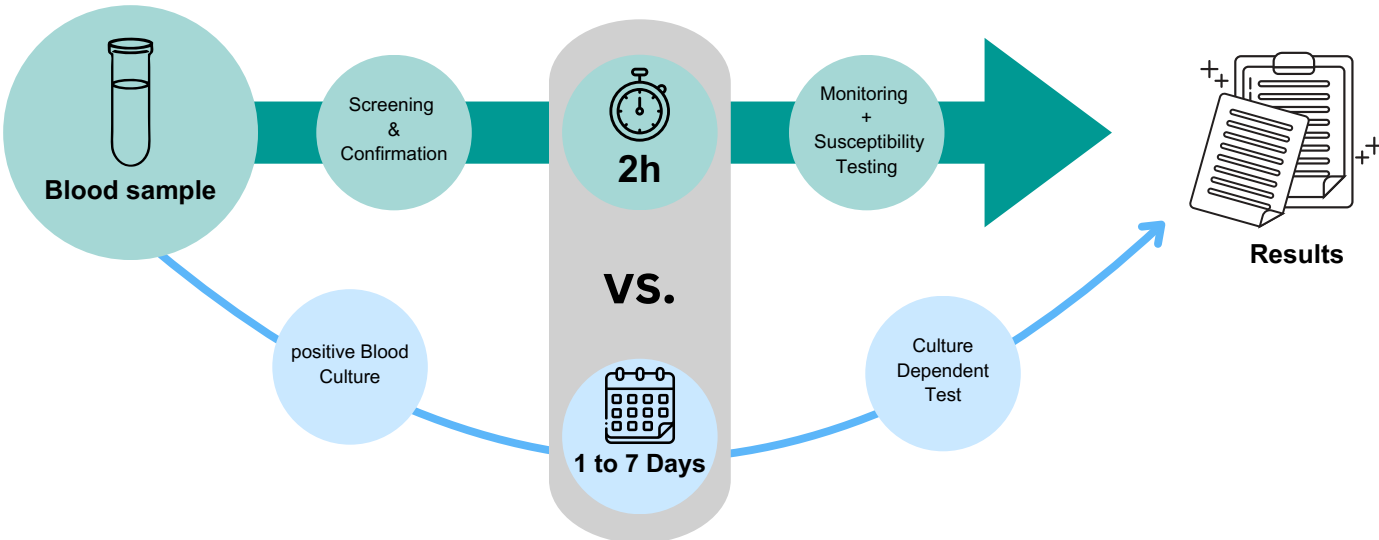 Blood sample
Screening
&
Confirmation
2h
Monitoring
+
Susceptibility
Testing
Results
vs.
positive Blood
Culture
1 to 7 Days
Culture
Dependent
Test